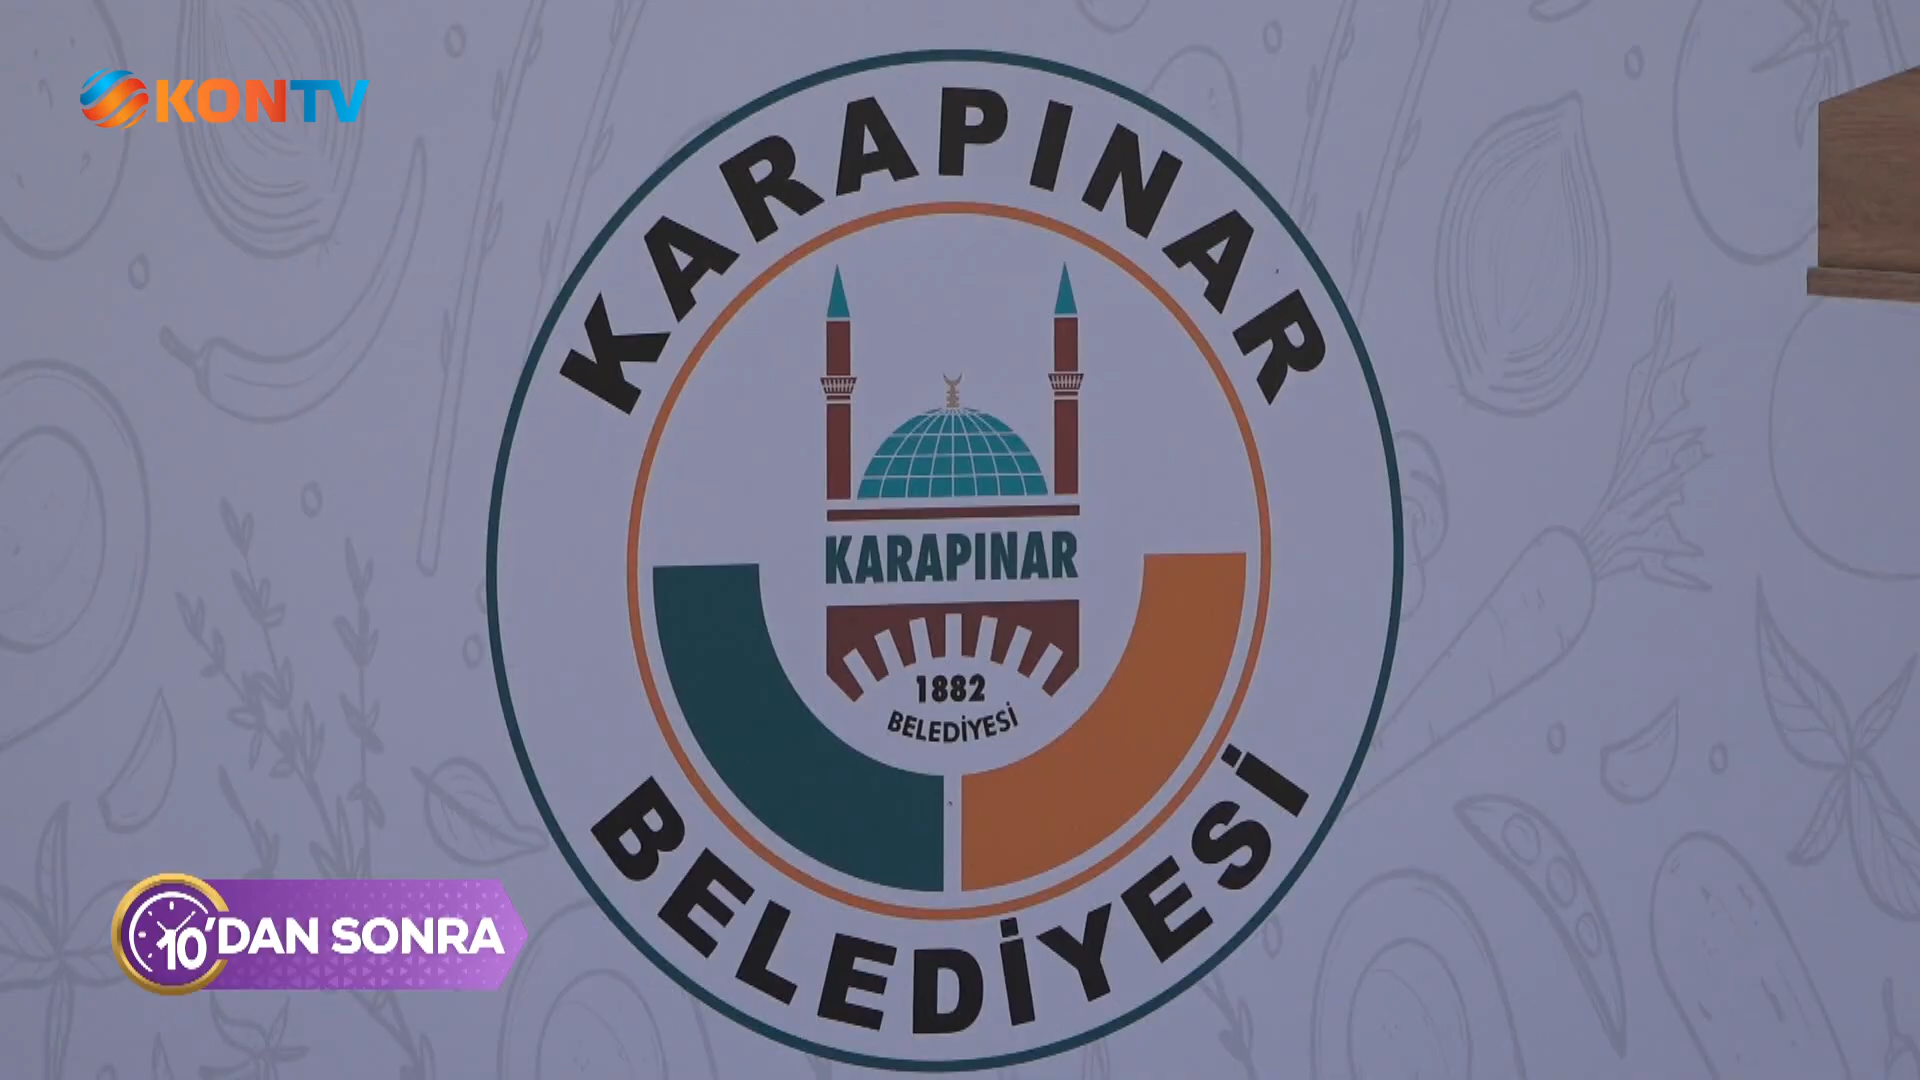 KONTV
KARAPINAR
KARAPINAR
1882
BELEDİYESİ
BELEDİYESİ
10'DAN SONRA